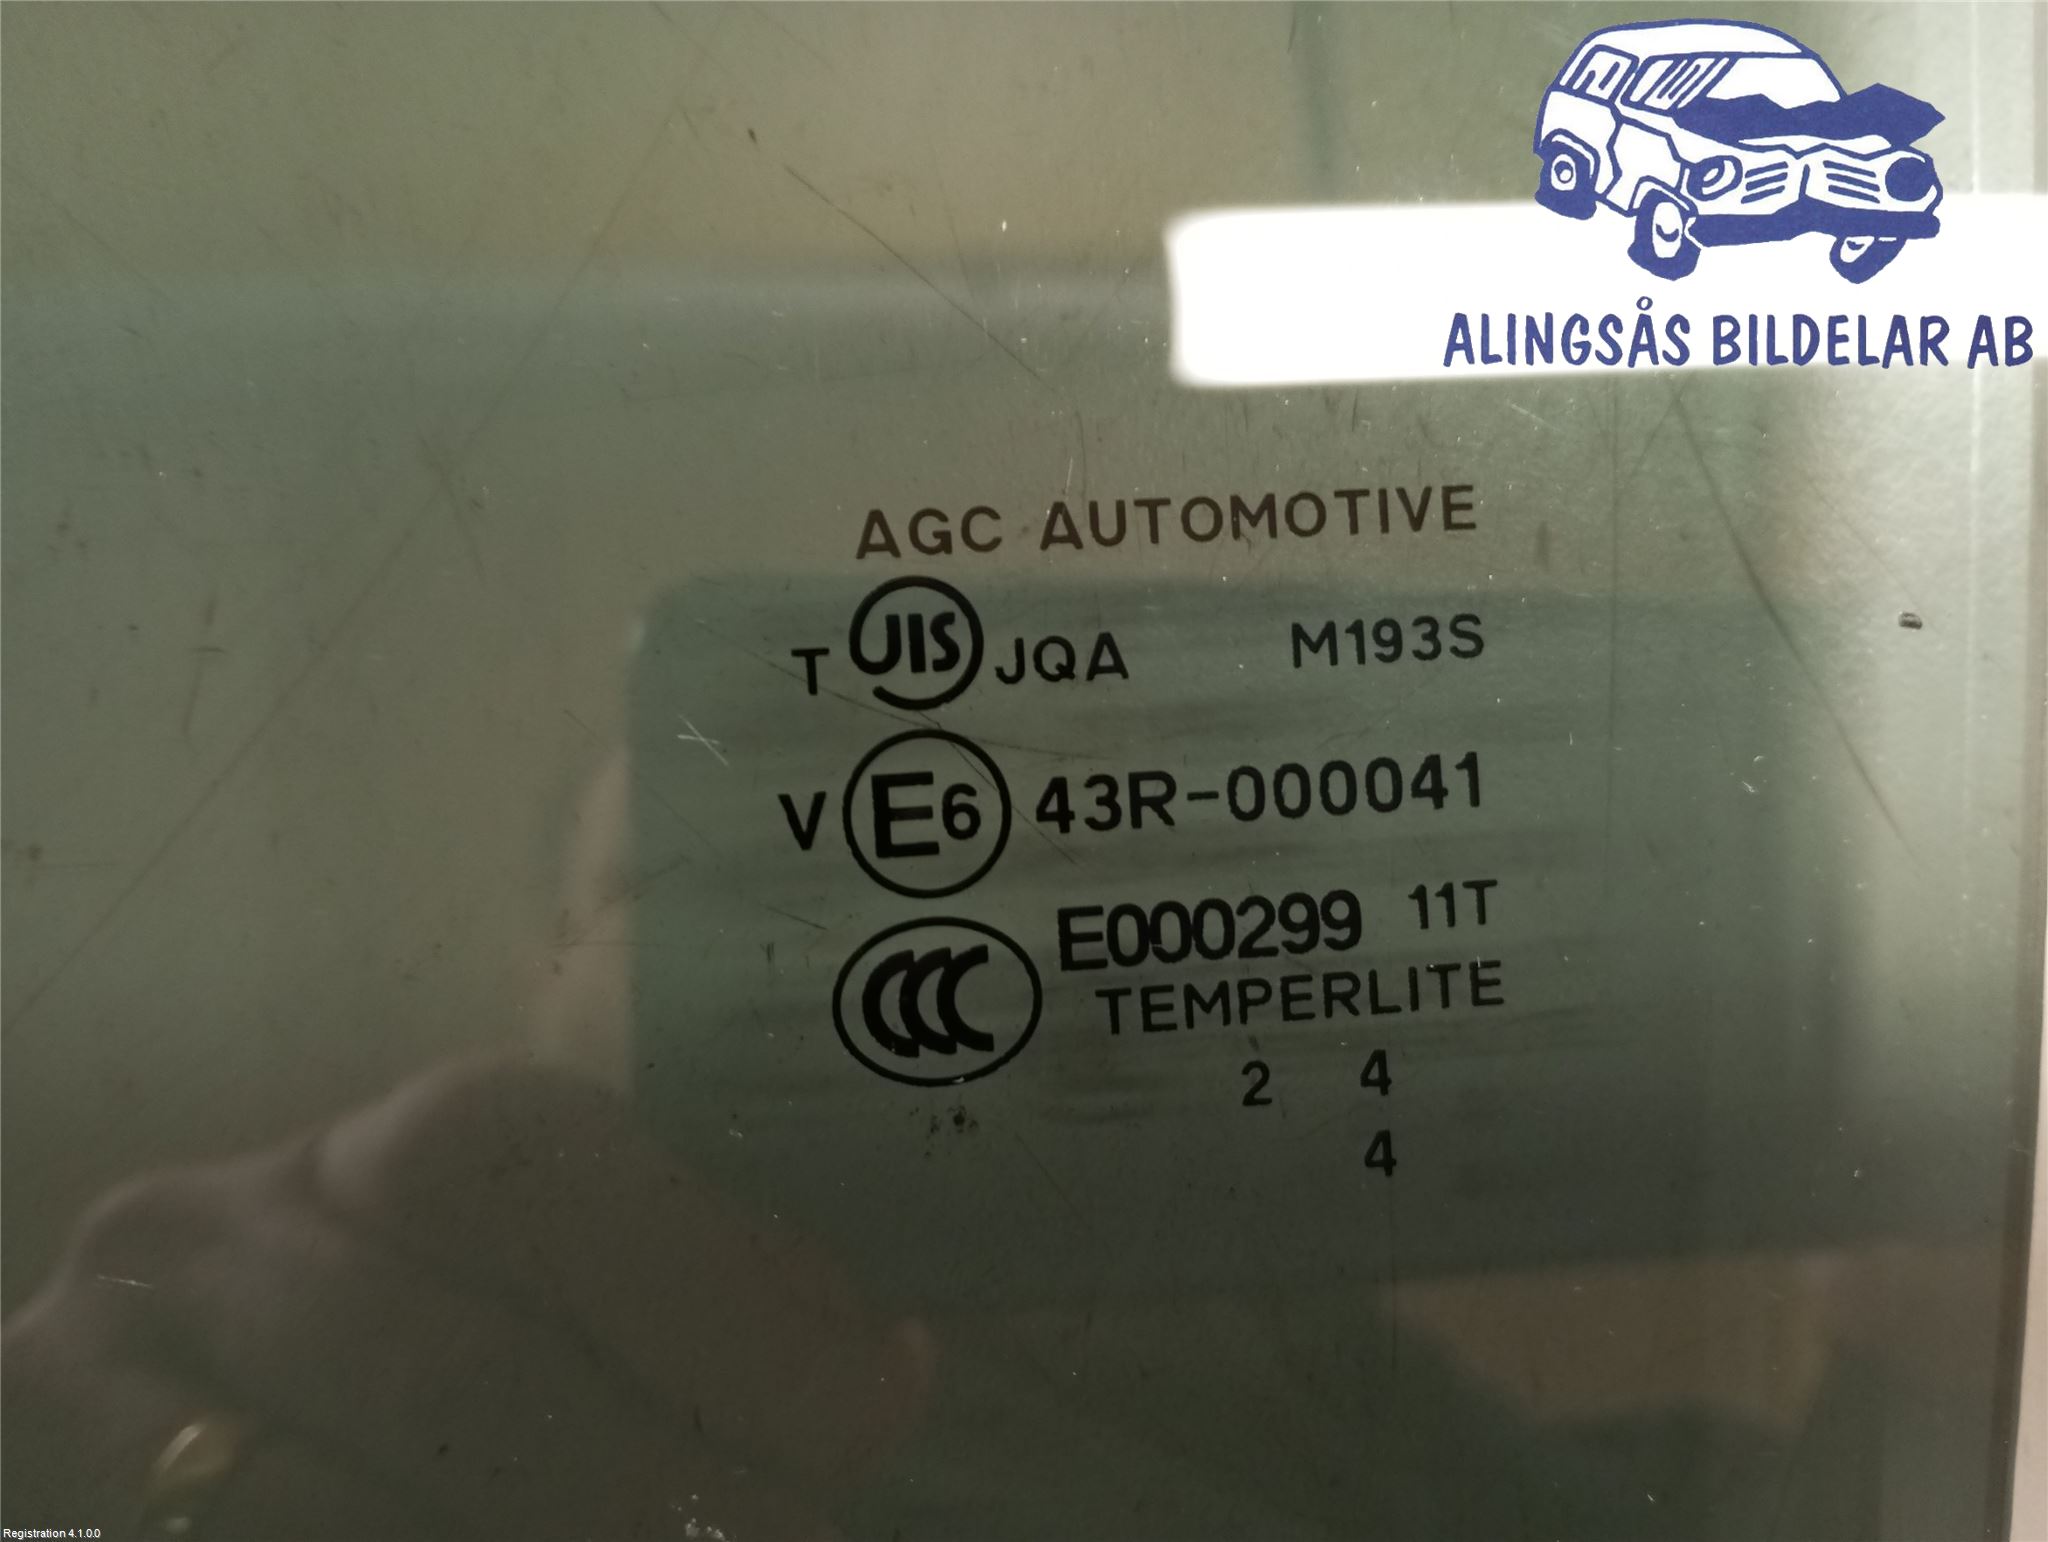 ALINGSÅS BILDELAR AB
AGC AUTOMOTIVE
T JIS JQA M193S
V E6 43R-000041
CCC E000299 11T
TEMPERLITE
2 4
4
Registration 4.1.0.0